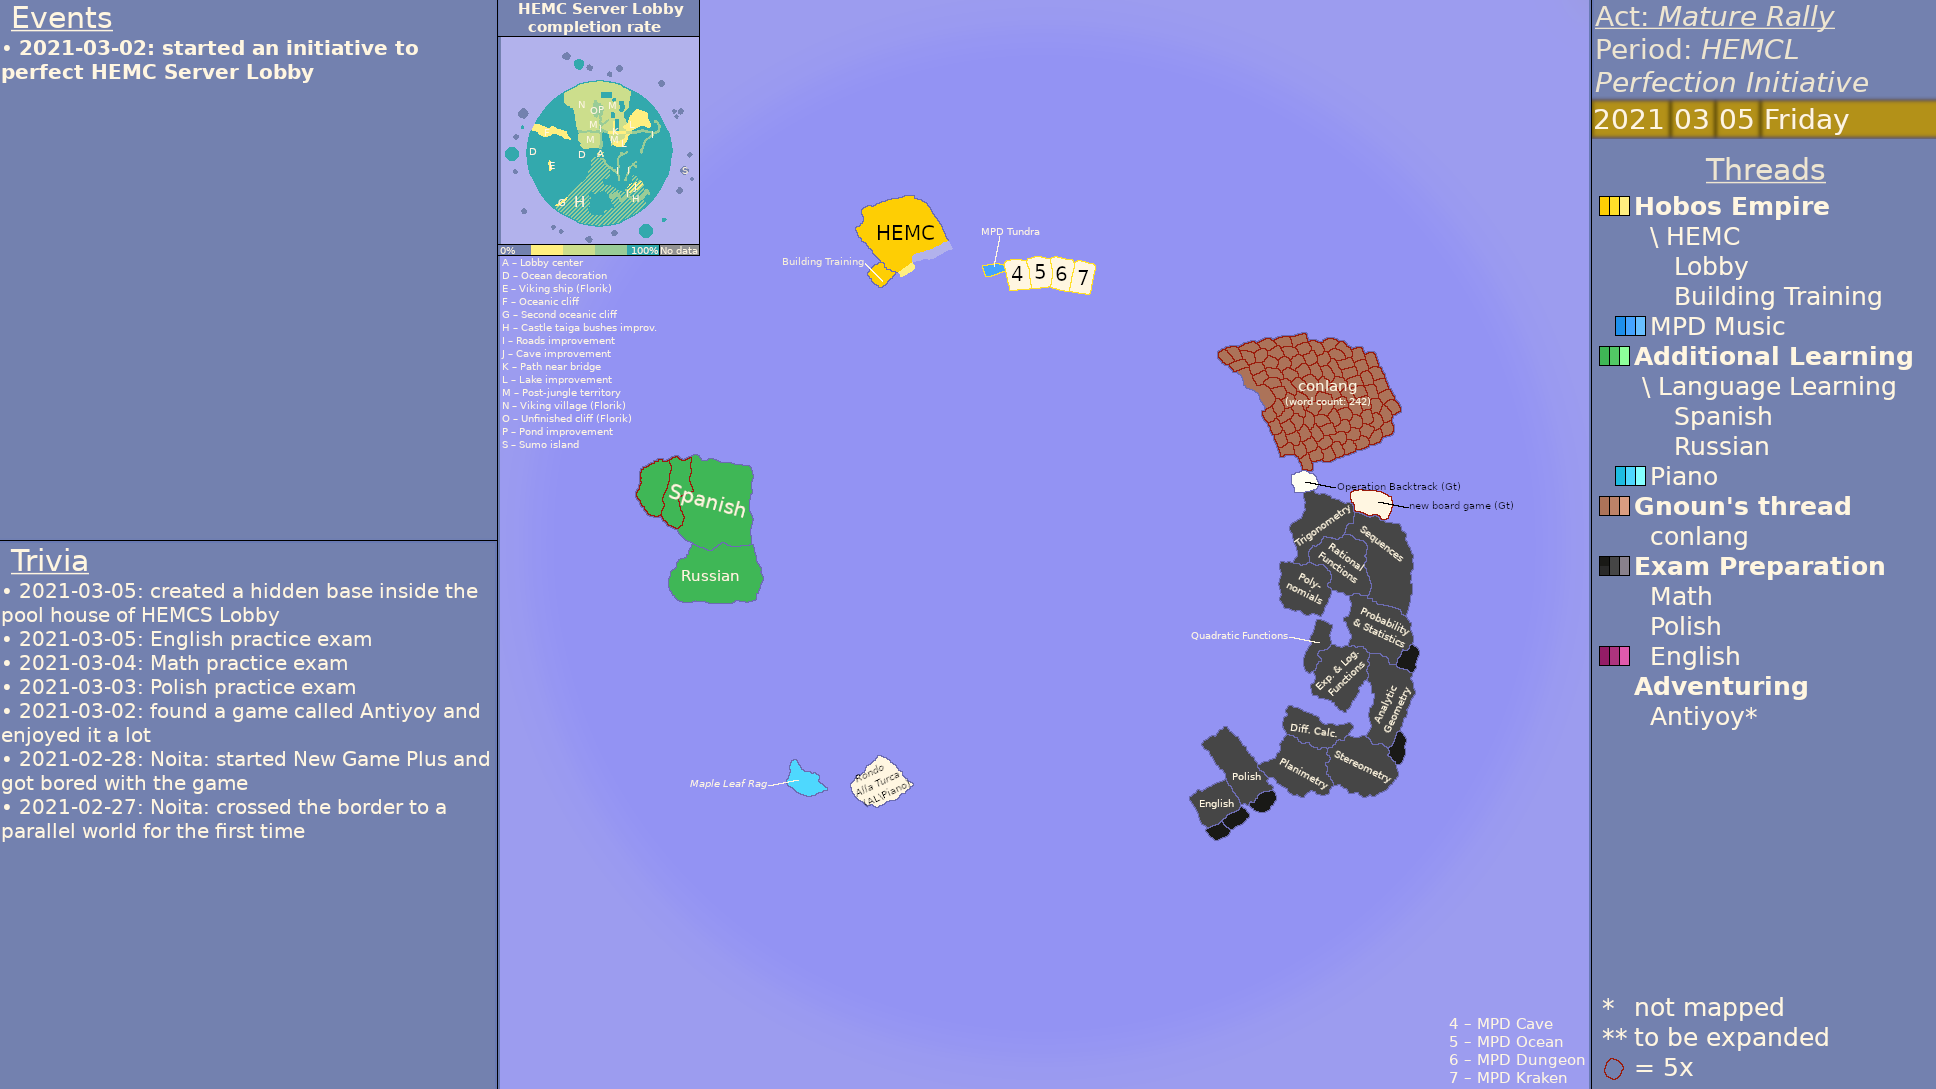 Events
• 2021-03-02: started an initiative to
perfect HEMC Server Lobby
Trivia
• 2021-03-05: created a hidden base inside the
pool house of HEMCS Lobby
• 2021-03-05: English practice exam
• 2021-03-04: Math practice exam
• 2021-03-03: Polish practice exam
• 2021-03-02: found a game called Antiyoy and
enjoyed it a lot
• 2021-02-28: Noita: started New Game Plus and
got bored with the game
• 2021-02-27: Noita: crossed the border to a
parallel world for the first time
HEMC Server Lobby
completion rate
N
OP
M
M
J
L
M
M
I
D
D
A
E
S
G
H
H
0%
100%
No data
A – Lobby center
D – Ocean decoration
E – Viking ship (Florik)
F – Oceanic cliff
G – Second oceanic cliff
H – Castle taiga bushes improv.
I – Roads improvement
J – Cave improvement
K – Path near bridge
L – Lake improvement
M – Post-jungle territory
N – Viking village (Florik)
O – Unfinished cliff (Florik)
P – Pond improvement
S – Sumo island
HEMC
Building Training
MPD Tundra
4 5 6 7
conlang
(word count: 242)
Spanish
Russian
Operation Backtrack (Gt)
new board game (Gt)
Trigonometry
Sequences
Rational
Functions
Poly-
nomials
Probability
& Statistics
Quadratic Functions
Exp. & Log.
Functions
Analytic
Geometry
Diff. Calc.
Stereometry
Planimetry
Polish
English
Maple Leaf Rag
Rondo
Alla Turca
(AL\Piano)
4 – MPD Cave
5 – MPD Ocean
6 – MPD Dungeon
7 – MPD Kraken
Act: Mature Rally
Period: HEMCL
Perfection Initiative
2021 03 05 Friday
Threads
Hobos Empire
\ HEMC
Lobby
Building Training
MPD Music
Additional Learning
\ Language Learning
Spanish
Russian
Piano
Gnoun's thread
conlang
Exam Preparation
Math
Polish
English
Adventuring
Antiyoy*
* not mapped
** to be expanded
= 5x